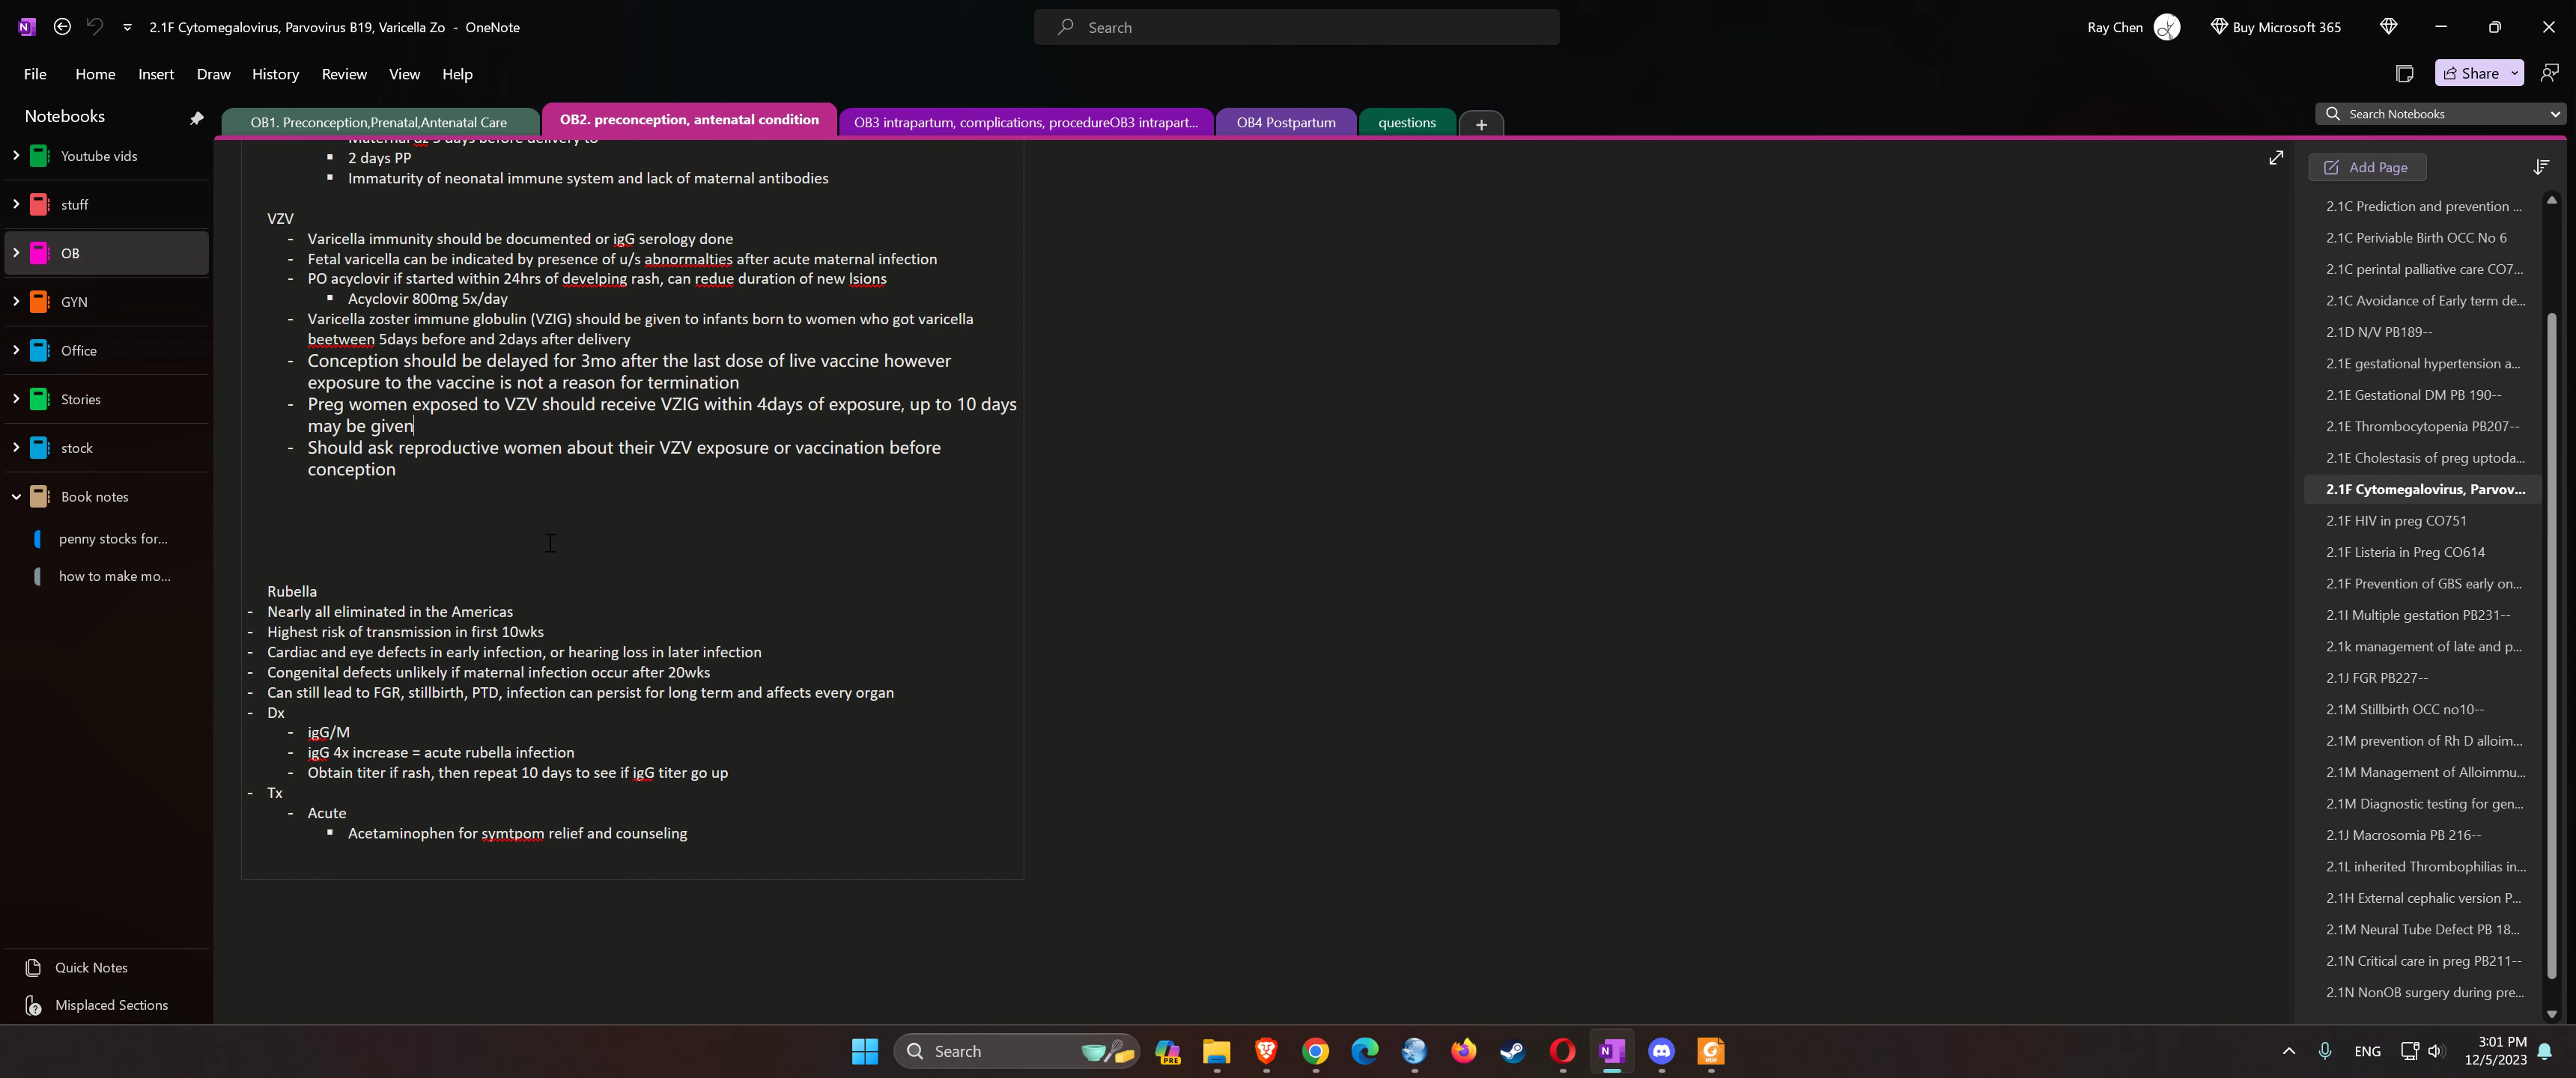 2.1F Cytomegalovirus, Parvovirus B19, Varicella Zo - OneNote
Search
Ray Chen
Buy Microsoft 365
File Home Insert Draw History Review View Help
Share
Notebooks
OB1. Preconception,Prenatal,Antenatal Care
OB2. preconception, antenatal condition
OB3 intrapartum, complications, procedureOB3 intrapart...
OB4 Postpartum
questions
+
Search Notebooks
Youtube vids
stuff
OB
GYN
Office
Stories
stock
Book notes
penny stocks for...
how to make mo...
Quick Notes
Misplaced Sections
▪ 2 days PP
▪ Immaturity of neonatal immune system and lack of maternal antibodies
VZV
- Varicella immunity should be documented or igG serology done
- Fetal varicella can be indicated by presence of u/s abnormalties after acute maternal infection
- PO acyclovir if started within 24hrs of develping rash, can redue duration of new lsions
▪ Acyclovir 800mg 5x/day
- Varicella zoster immune globulin (VZIG) should be given to infants born to women who got varicella
beetween 5days before and 2days after delivery
- Conception should be delayed for 3mo after the last dose of live vaccine however
exposure to the vaccine is not a reason for termination
- Preg women exposed to VZV should receive VZIG within 4days of exposure, up to 10 days
may be given
- Should ask reproductive women about their VZV exposure or vaccination before
conception
Rubella
- Nearly all eliminated in the Americas
- Highest risk of transmission in first 10wks
- Cardiac and eye defects in early infection, or hearing loss in later infection
- Congenital defects unlikely if maternal infection occur after 20wks
- Can still lead to FGR, stillbirth, PTD, infection can persist for long term and affects every organ
- Dx
- igG/M
- igG 4x increase = acute rubella infection
- Obtain titer if rash, then repeat 10 days to see if igG titer go up
- Tx
- Acute
▪ Acetaminophen for symtpom relief and counseling
Add Page
2.1C Prediction and prevention ...
2.1C Periviable Birth OCC No 6
2.1C perintal palliative care CO7...
2.1C Avoidance of Early term de...
2.1D N/V PB189--
2.1E gestational hypertension a...
2.1E Gestational DM PB 190--
2.1E Thrombocytopenia PB207--
2.1E Cholestasis of preg uptoda...
2.1F Cytomegalovirus, Parvov...
2.1F HIV in preg CO751
2.1F Listeria in Preg CO614
2.1F Prevention of GBS early on...
2.1I Multiple gestation PB231--
2.1k management of late and p...
2.1J FGR PB227--
2.1M Stillbirth OCC no10--
2.1M prevention of Rh D alloim...
2.1M Management of Alloimmu...
2.1M Diagnostic testing for gen...
2.1J Macrosomia PB 216--
2.1L inherited Thrombophilias in...
2.1H External cephalic version P...
2.1M Neural Tube Defect PB 18...
2.1N Critical care in preg PB211--
2.1N NonOB surgery during pre...
Search
PRE
ENG
3:01 PM
12/5/2023